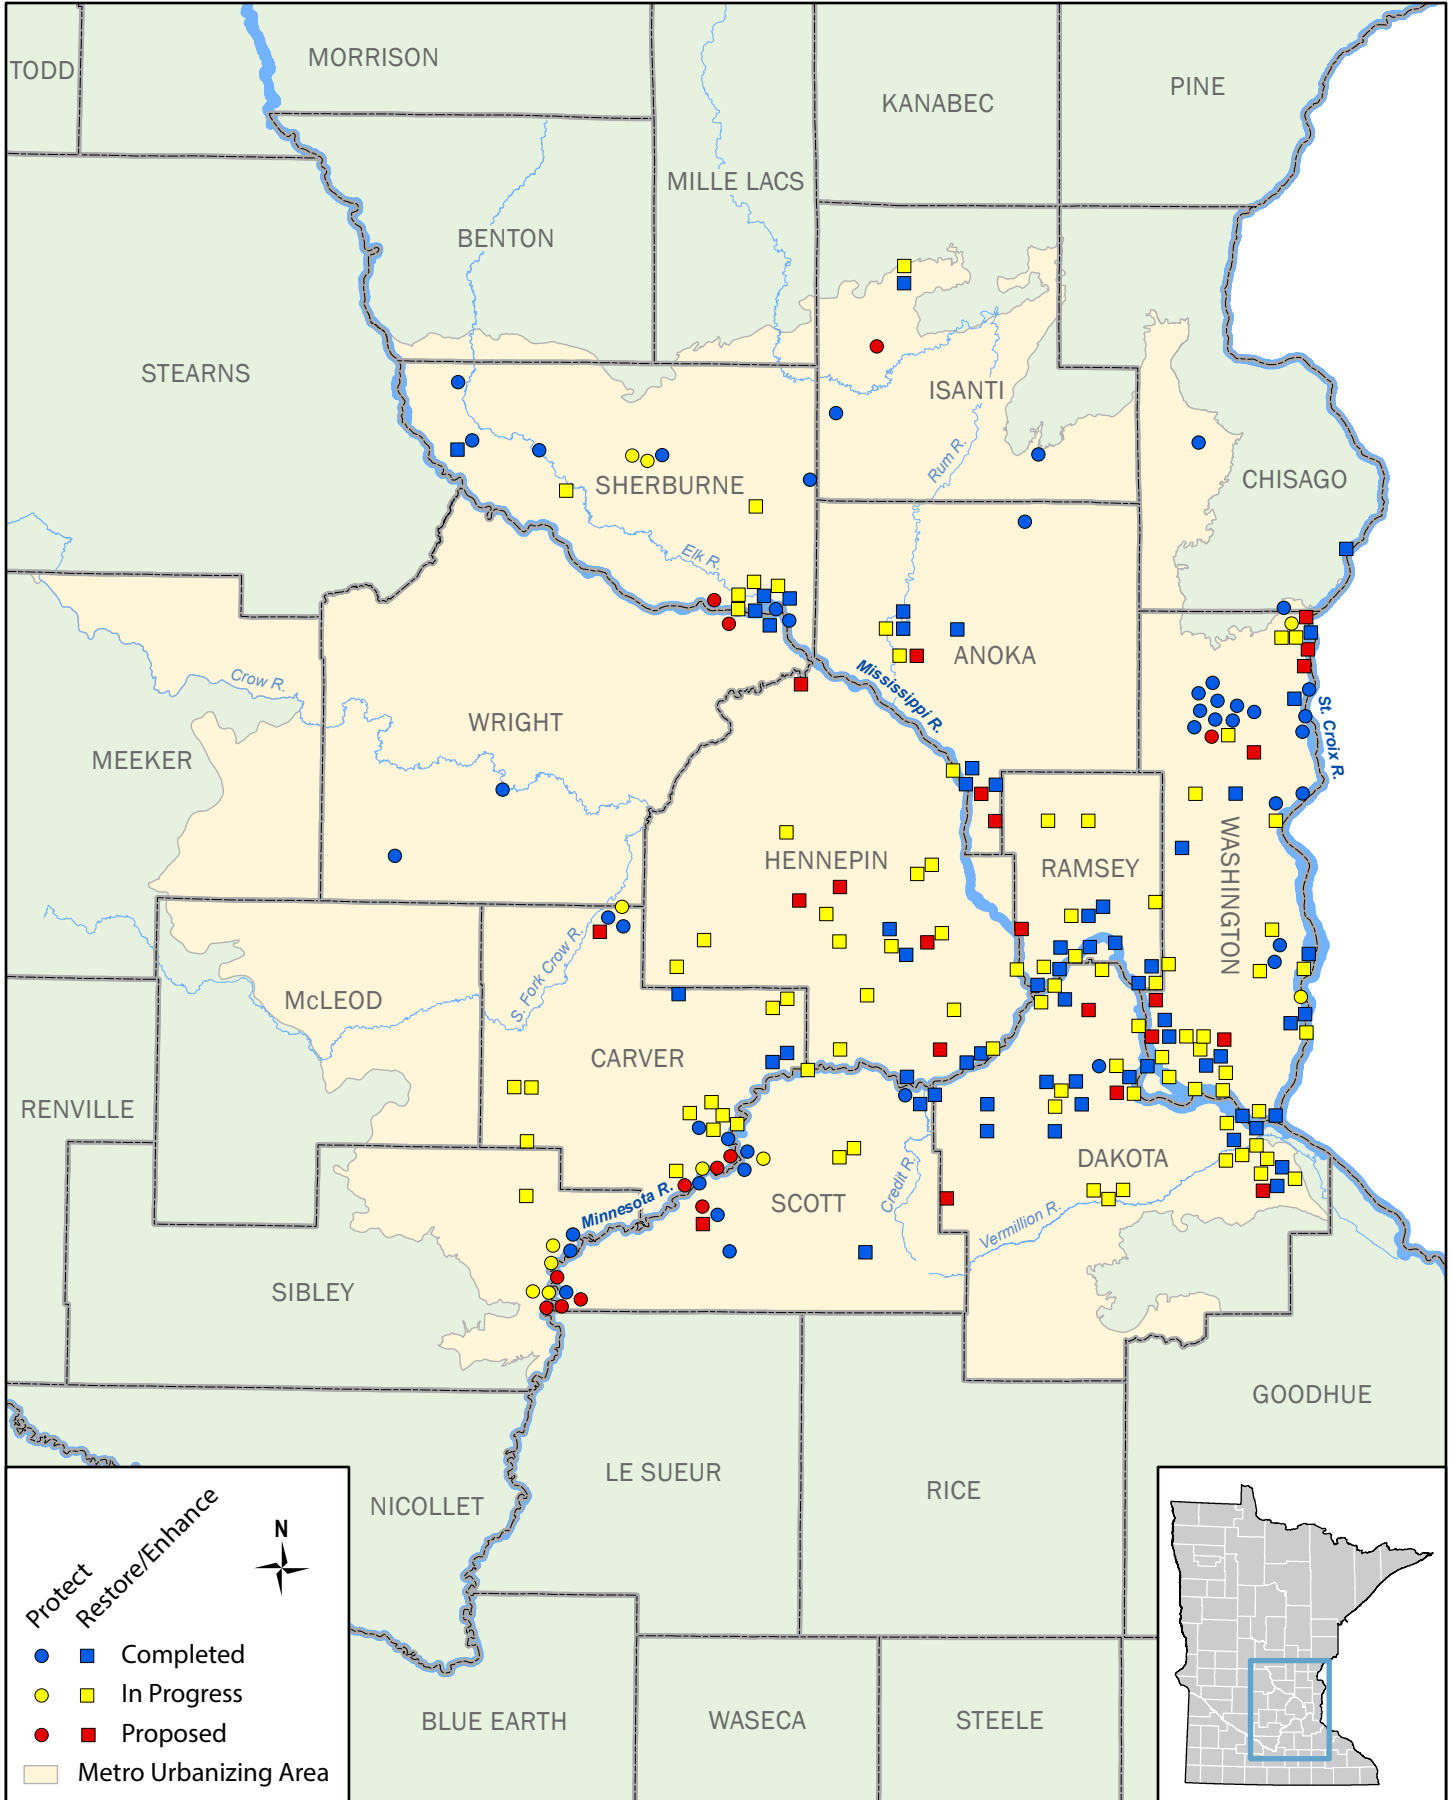 TODD
MORRISON
KANABEC
PINE
MILLE LACS
BENTON
STEARNS
ISANTI
Rum R.
CHISAGO
SHERBURNE
Elk R.
ANOKA
Mississippi R.
St. Croix R.
Crow R.
WRIGHT
MEEKER
WASHINGTON
HENNEPIN
RAMSEY
S. Fork Crow R.
McLEOD
CARVER
RENVILLE
DAKOTA
Credit R.
Minnesota R.
SCOTT
Vermillion R.
SIBLEY
GOODHUE
LE SUEUR
RICE
NICOLLET
BLUE EARTH
WASECA
STEELE
N
Protect
Restore/Enhance
Completed
In Progress
Proposed
Metro Urbanizing Area